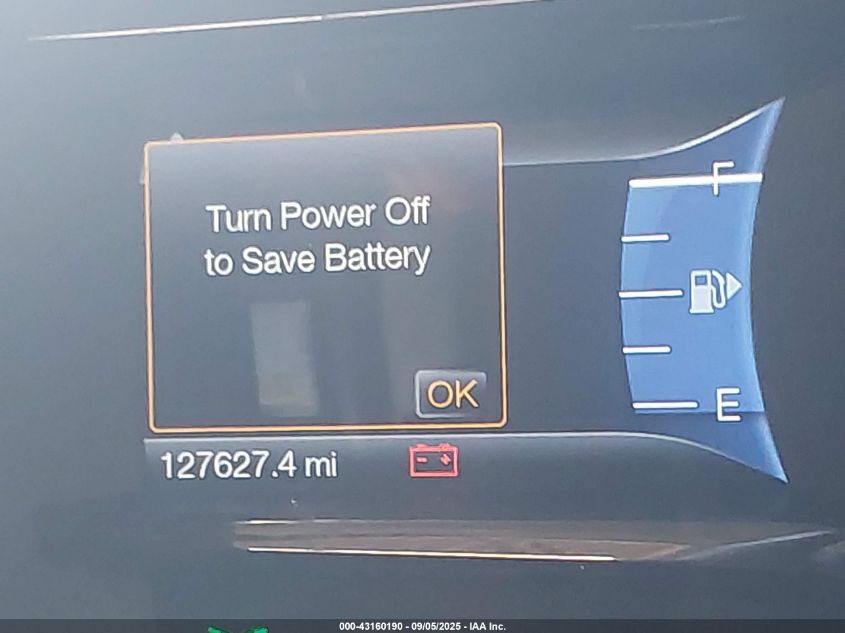 Turn Power Off
to Save Battery
OK
F
E
127627.4 mi
000-43160190 - 09/05/2025 - IAA Inc.